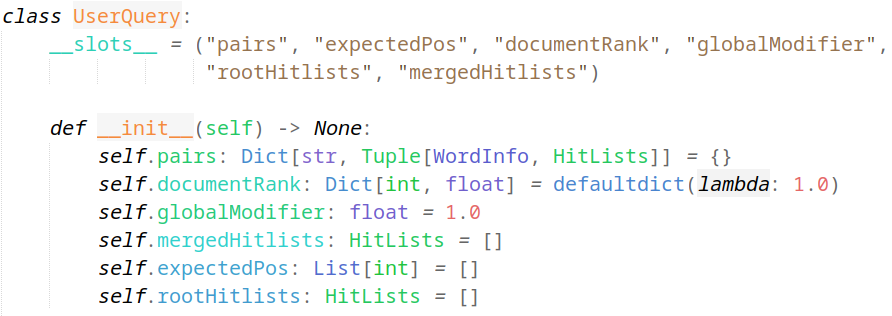 class UserQuery:
    __slots__ = ("pairs", "expectedPos", "documentRank", "globalModifier",
                 "rootHitlists", "mergedHitlists")

    def __init__(self) -> None:
        self.pairs: Dict[str, Tuple[WordInfo, HitLists]] = {}
        self.documentRank: Dict[int, float] = defaultdict(lambda: 1.0)
        self.globalModifier: float = 1.0
        self.mergedHitlists: HitLists = []
        self.expectedPos: List[int] = []
        self.rootHitlists: HitLists = []